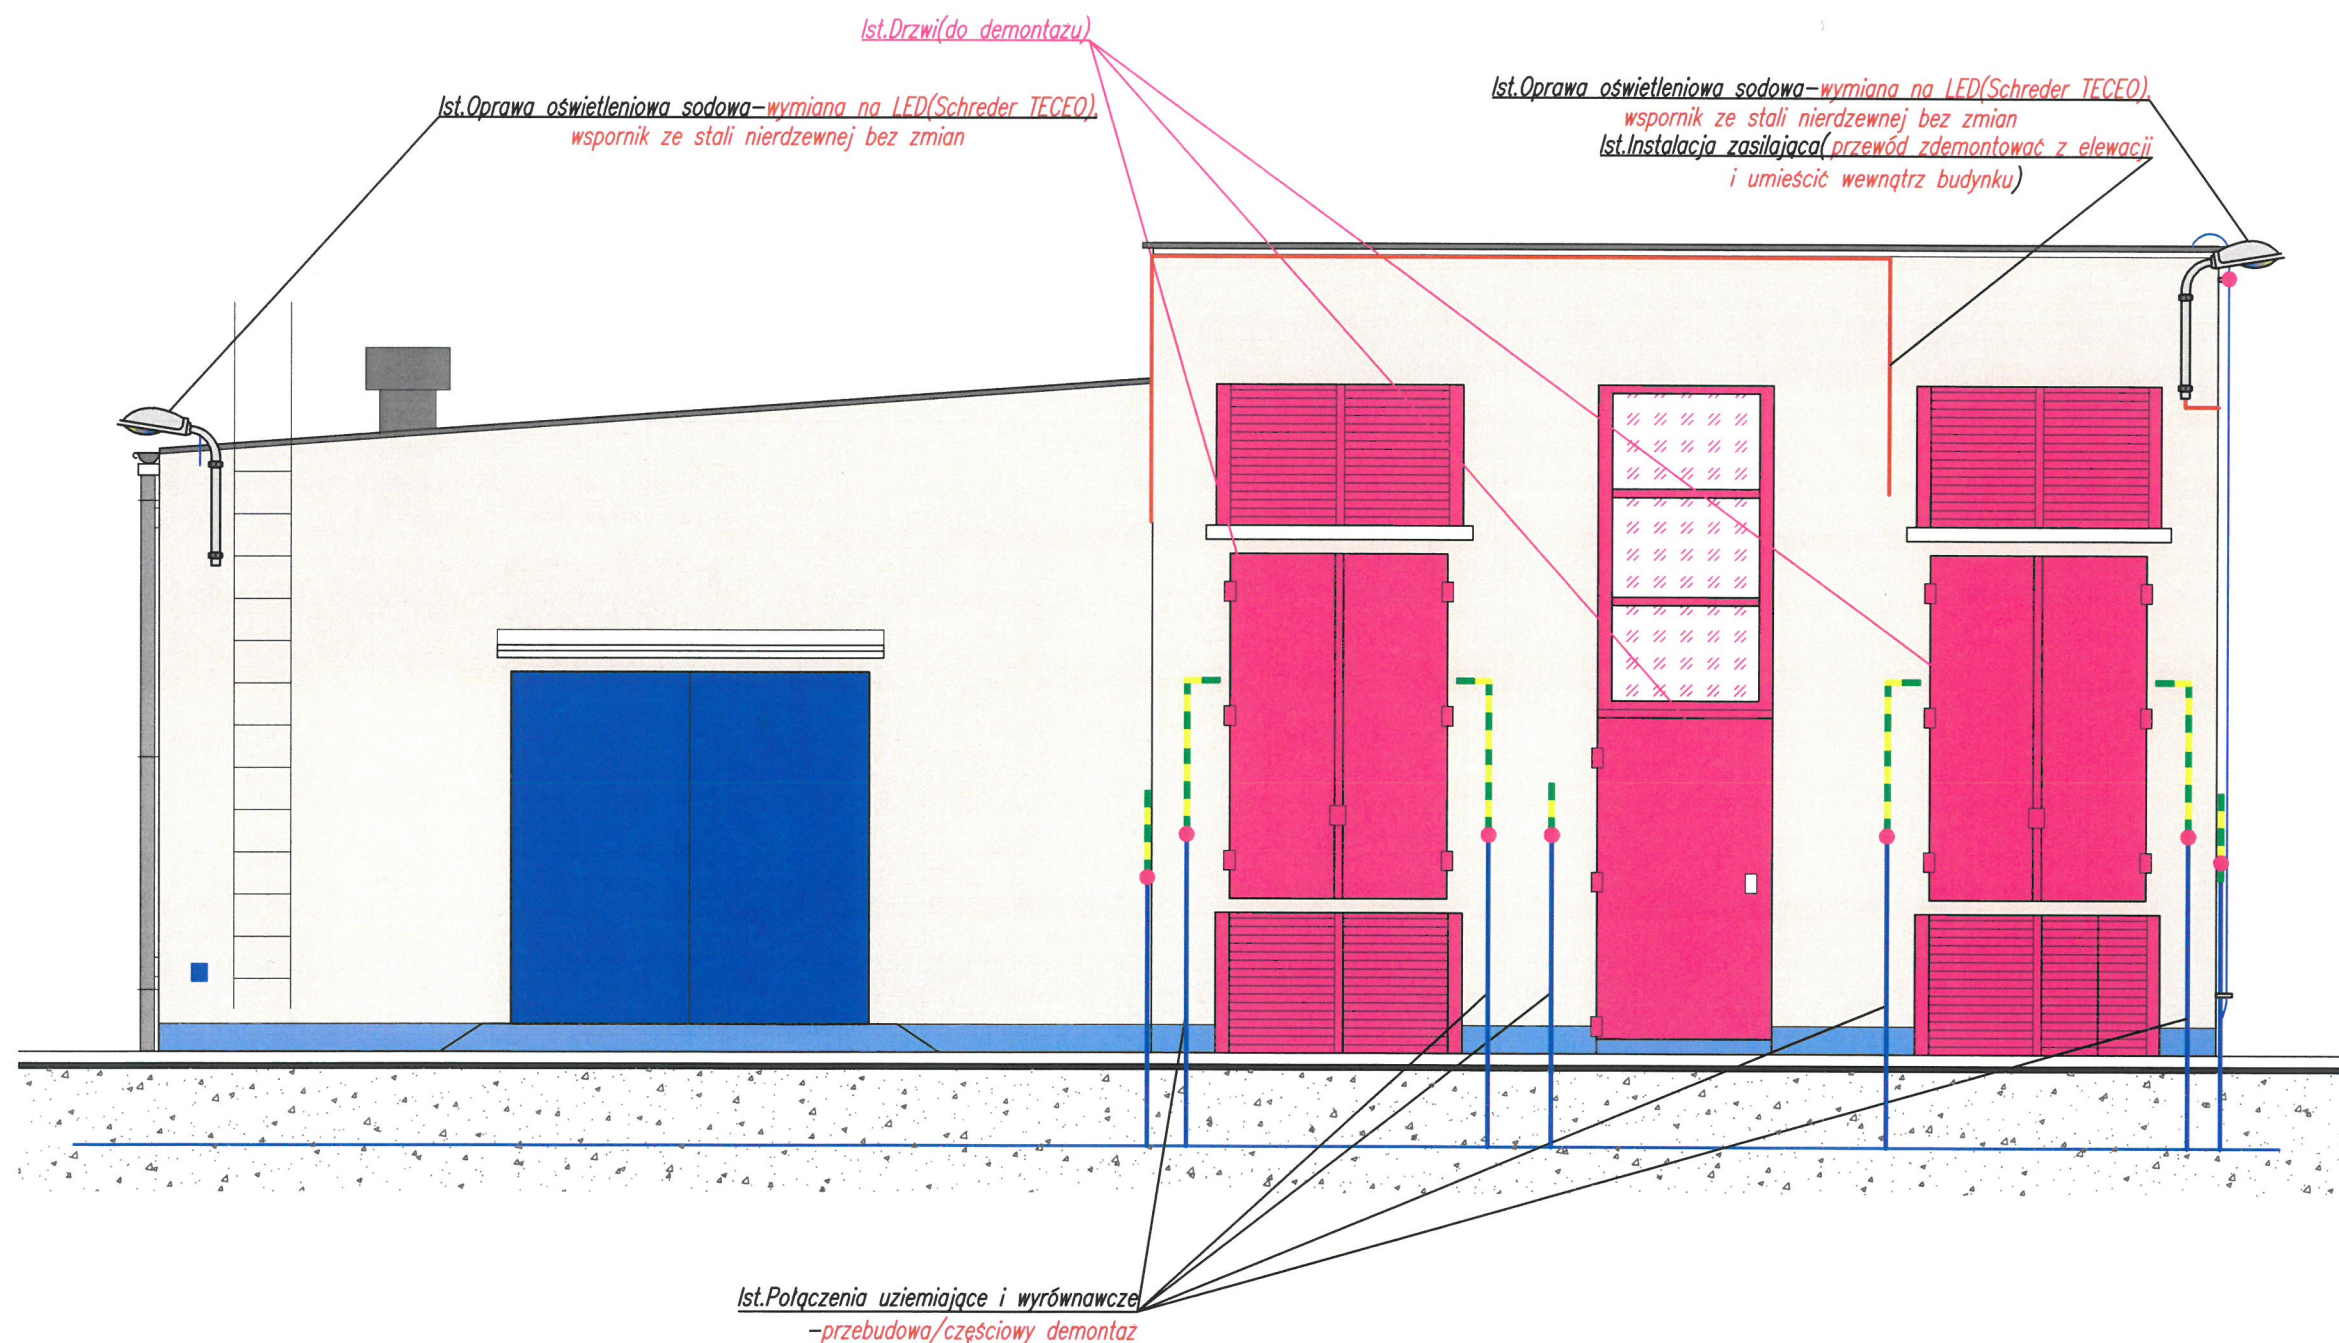 Ist.Drzwi(do demontażu)
Ist.Oprawa oświetleniowa sodowa-wymiana na LED(Schreder TECEO),
wspornik ze stali nierdzewnej bez zmian
Ist.Oprawa oświetleniowa sodowa-wymiana na LED(Schreder TECEO),
wspornik ze stali nierdzewnej bez zmian
Ist.Instalacja zasilająca(przewód zdemontować z elewacji
i umieścić wewnątrz budynku)
Ist.Połączenia uziemiające i wyrównawcze
-przebudowa/częściowy demontaż